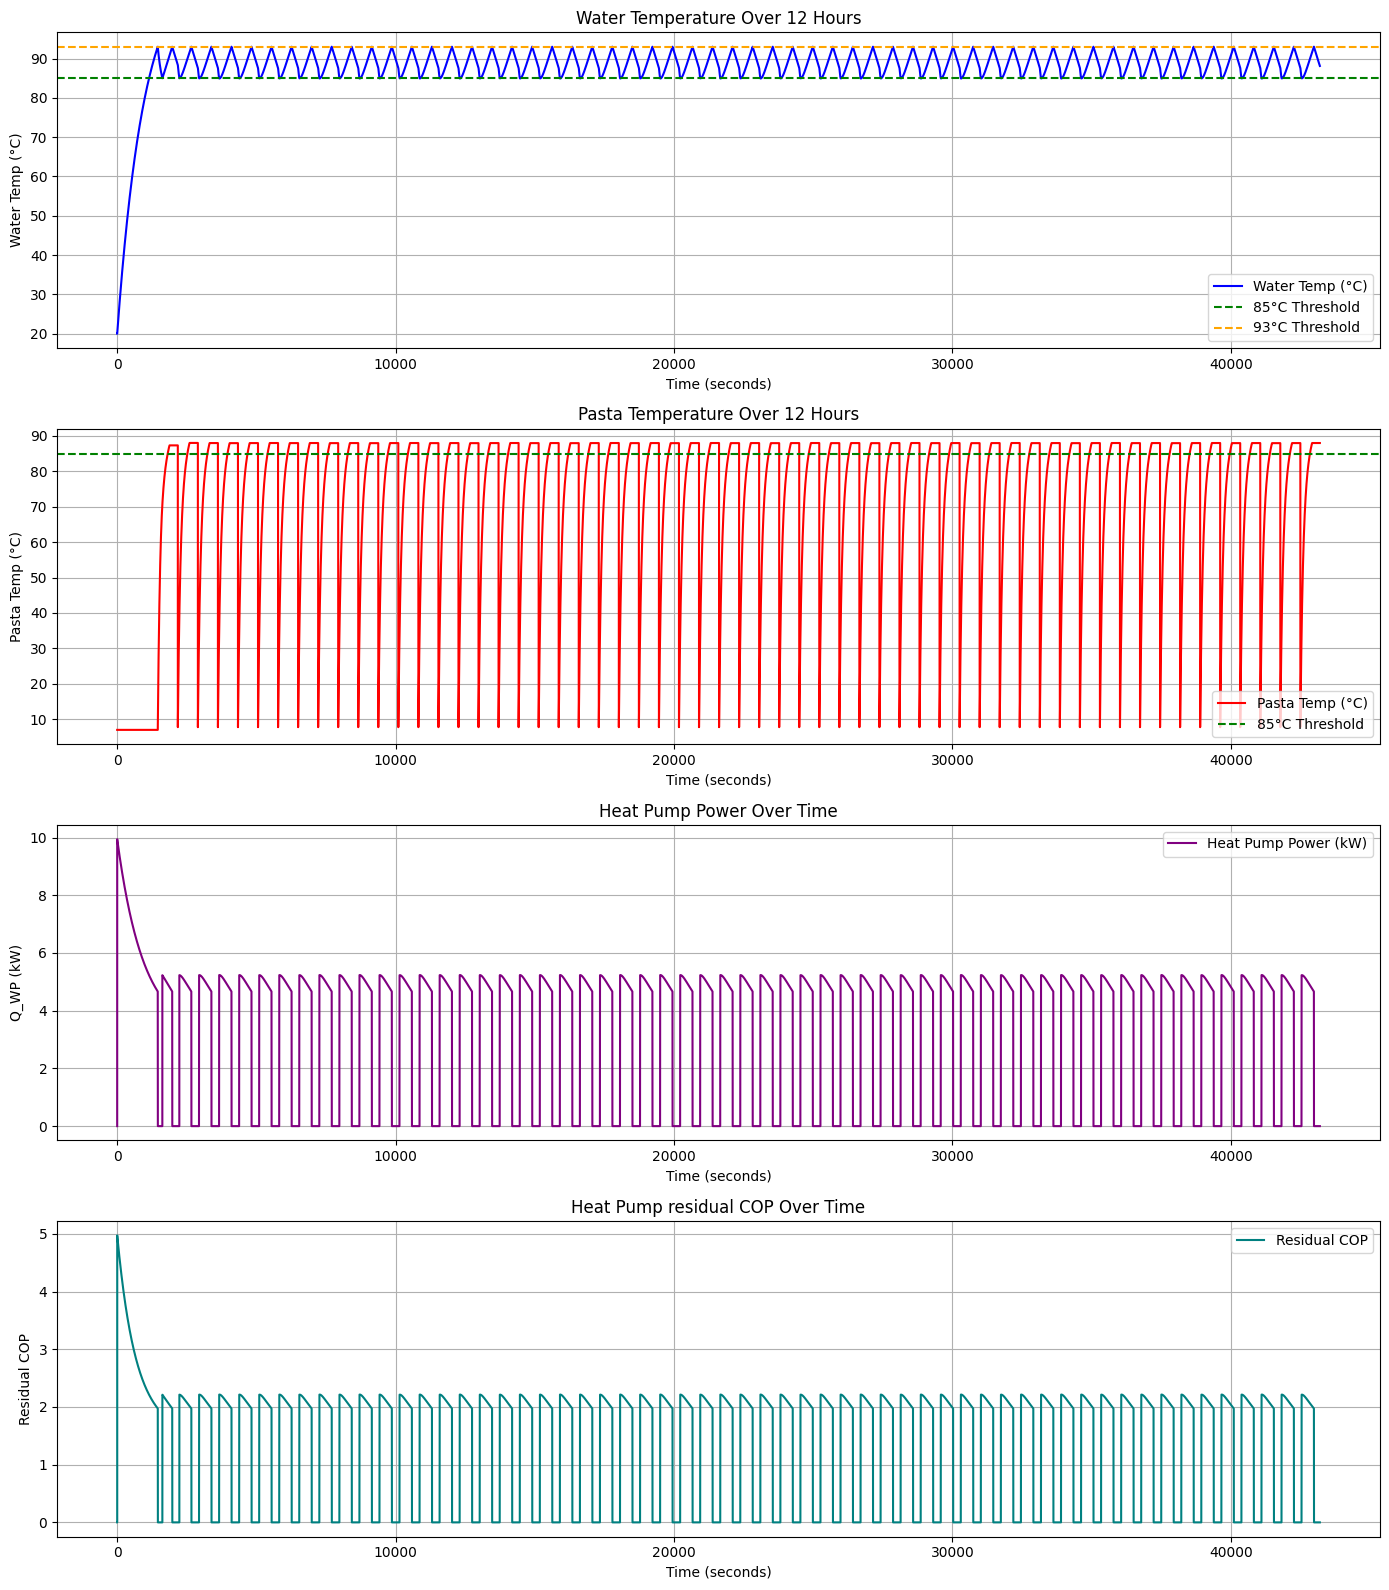 Water Temperature Over 12 Hours
Water Temp (°C)
90
80
70
60
50
40
30
20
Water Temp (°C)
85°C Threshold
93°C Threshold
0 10000 20000 30000 40000
Time (seconds)
Pasta Temperature Over 12 Hours
Pasta Temp (°C)
90
80
70
60
50
40
30
20
10
Pasta Temp (°C)
85°C Threshold
0 10000 20000 30000 40000
Time (seconds)
Heat Pump Power Over Time
Q_WP (kW)
10
8
6
4
2
0
Heat Pump Power (kW)
0 10000 20000 30000 40000
Time (seconds)
Heat Pump residual COP Over Time
Residual COP
5
4
3
2
1
0
Residual COP
0 10000 20000 30000 40000
Time (seconds)